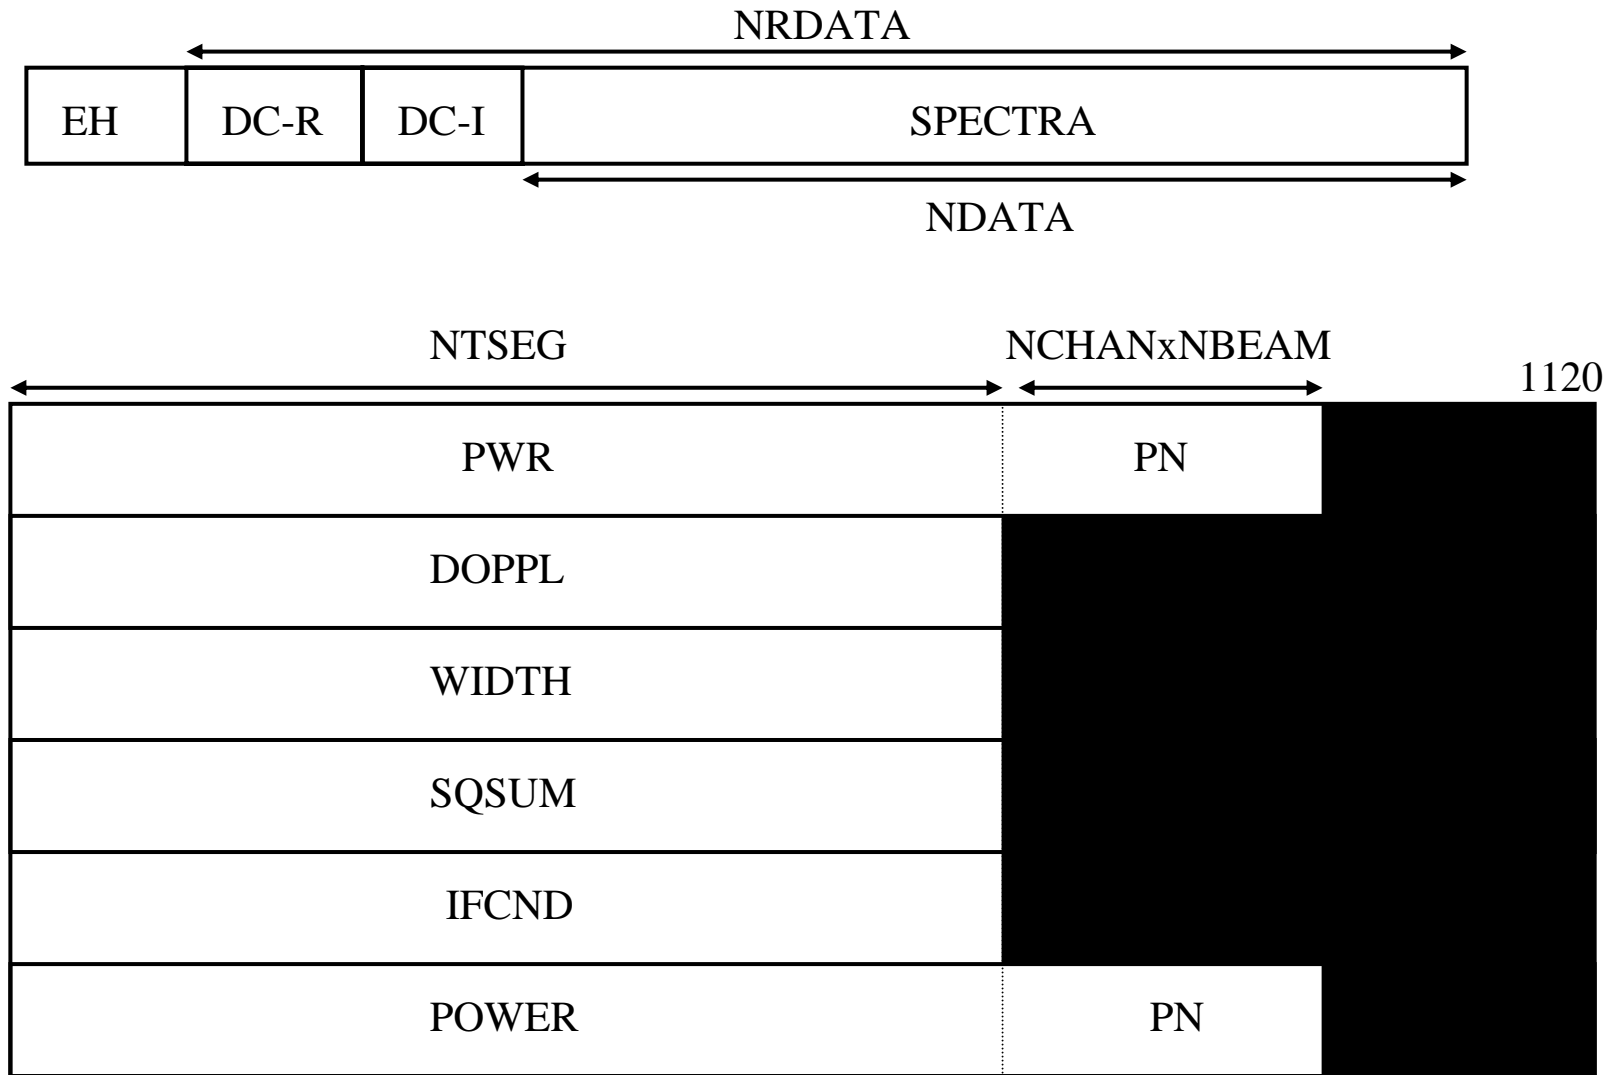 NRDATA
EH DC-R DC-I SPECTRA
NDATA
NTSEG NCHANxNBEAM 1120
PWR PN
DOPPL
WIDTH
SQSUM
IFCND
POWER PN